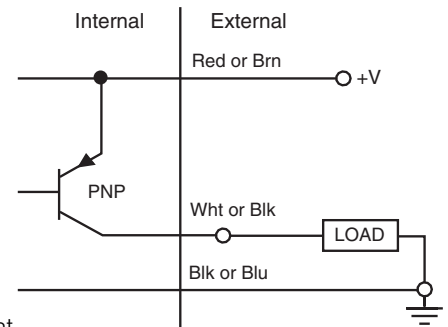 Internal External
Red or Brn
+V
PNP
Wht or Blk
LOAD
Blk or Blu